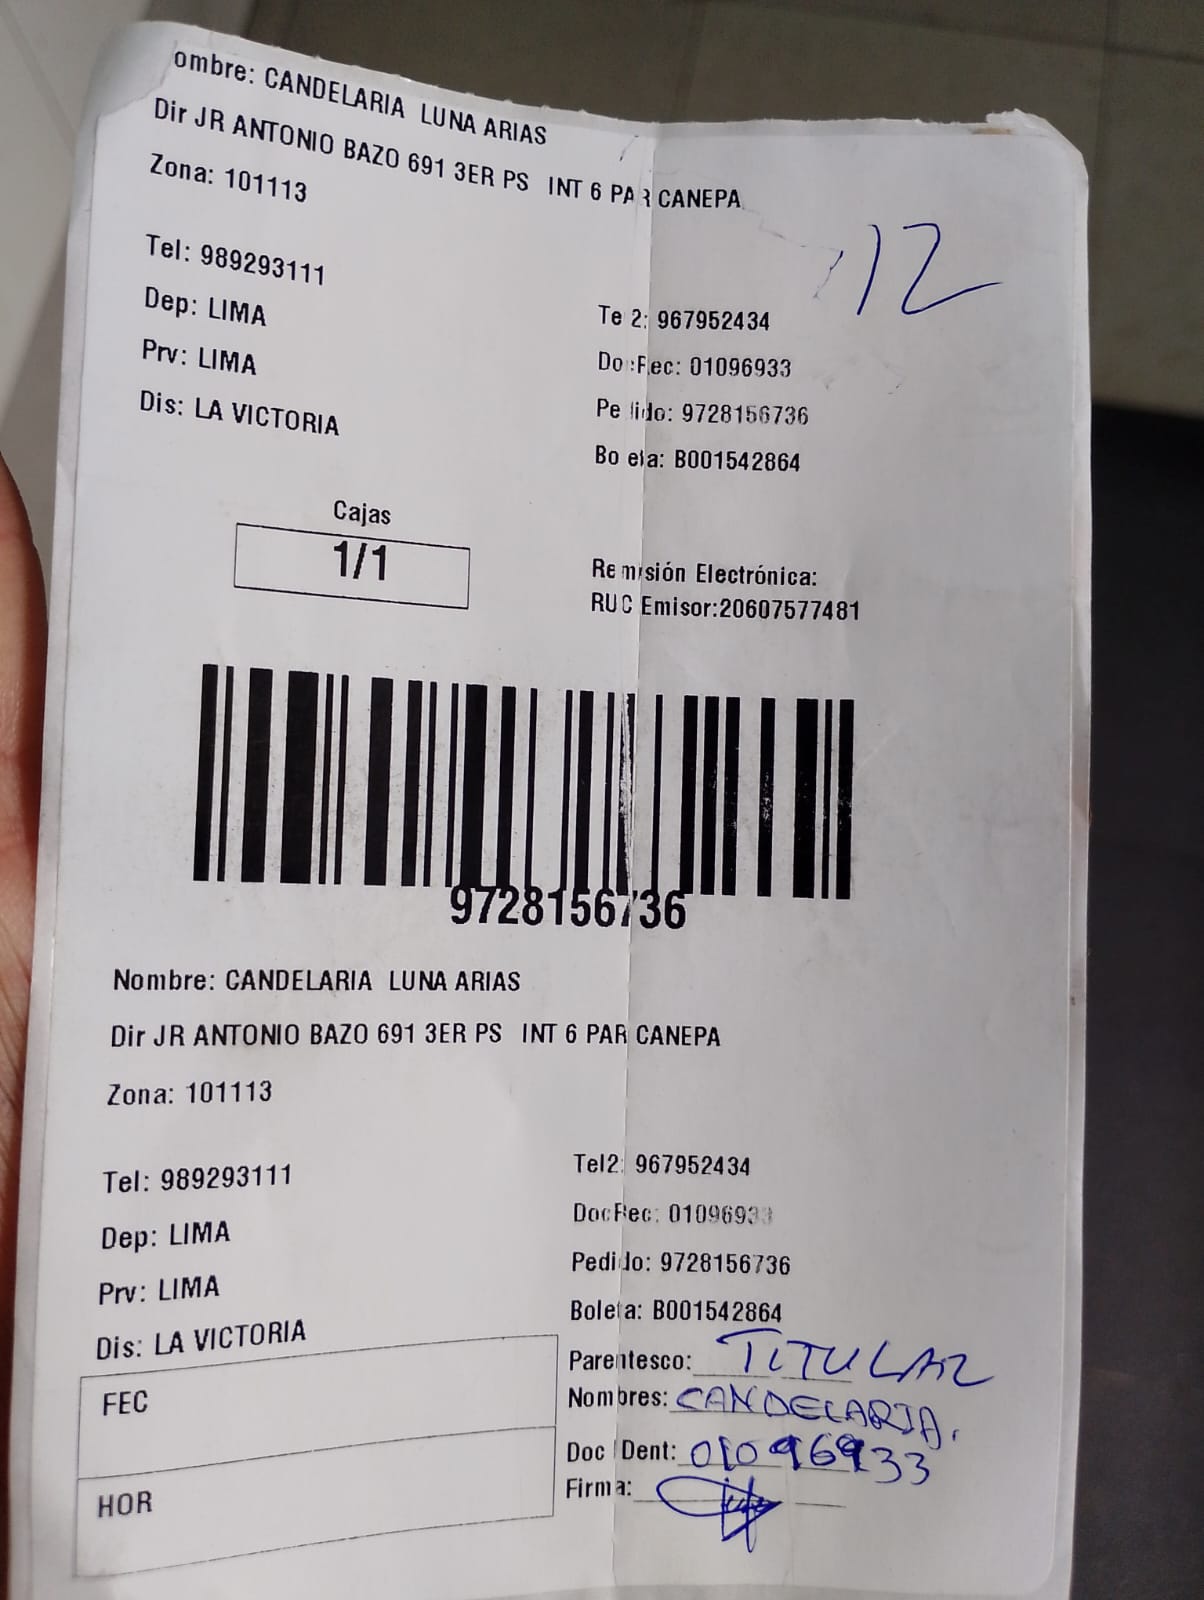 ombre: CANDELARIA LUNA ARIAS
Dir JR ANTONIO BAZO 691 3ER PS INT 6 PAR CANEPA
Zona: 101113
12
Tel: 989293111
Te 2: 967952434
Dep: LIMA
Doc Rec: 01096933
Prv: LIMA
Pedido: 9728156736
Dis: LA VICTORIA
Boleta: B001542864
Cajas
1/1
Remisión Electrónica:
RUC Emisor:20607577481
9728156736
Nombre: CANDELARIA LUNA ARIAS
Dir JR ANTONIO BAZO 691 3ER PS INT 6 PAR CANEPA
Zona: 101113
Tel: 989293111
Tel2: 967952434
Dep: LIMA
DocRec: 01096933
Prv: LIMA
Pedido: 9728156736
Dis: LA VICTORIA
Boleta: B001542864
FEC
HOR
Parentesco: TITULAR
Nombres: CANDELARIA.
Doc Ident: 01096933
Firma: